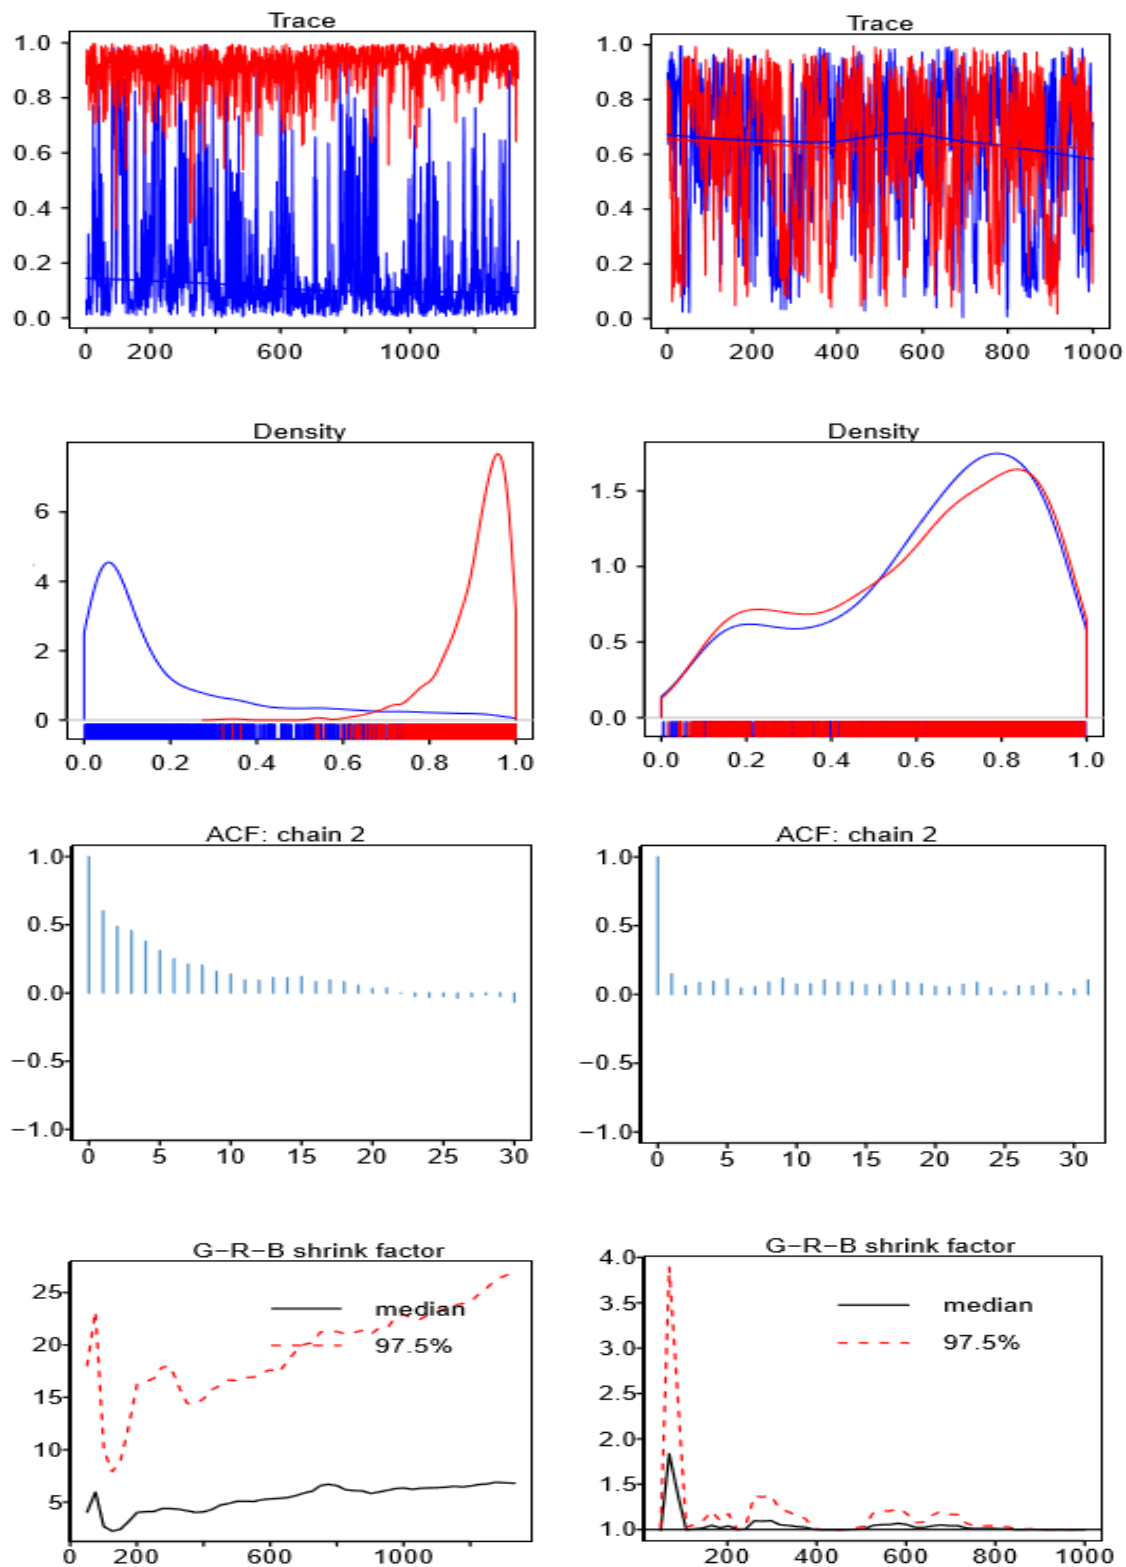 Trace
1.0
0.8
0.6
0.4
0.2
0.0
0 200 600 1000
Trace
1.0
0.8
0.6
0.4
0.2
0.0
0 200 400 600 800 1000
Density
6
4
2
0
0.0 0.2 0.4 0.6 0.8 1.0
Density
1.5
1.0
0.5
0.0
0.0 0.2 0.4 0.6 0.8 1.0
ACF: chain 2
1.0
0.5
0.0
−0.5
−1.0
0 5 10 15 20 25 30
ACF: chain 2
1.0
0.5
0.0
−0.5
−1.0
0 5 10 15 20 25 30
G−R−B shrink factor
25
20
15
10
5
median
97.5%
0 200 600 1000
G−R−B shrink factor
4.0
3.5
3.0
2.5
2.0
1.5
1.0
median
97.5%
200 400 600 800 1000